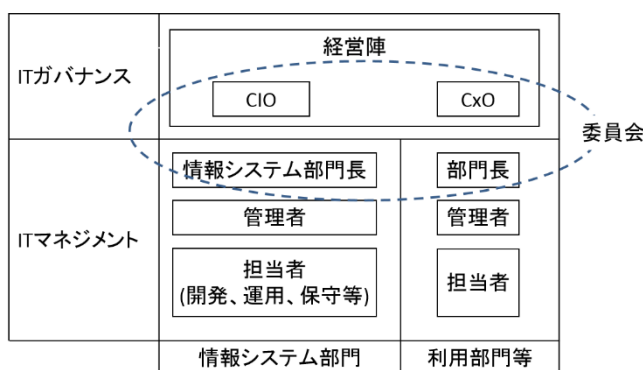 経営陣
ITガバナンス
CIO
CxO
委員会
情報システム部門長
部門長
ITマネジメント
管理者
管理者
担当者
(開発、運用、保守等)
担当者
情報システム部門
利用部門等